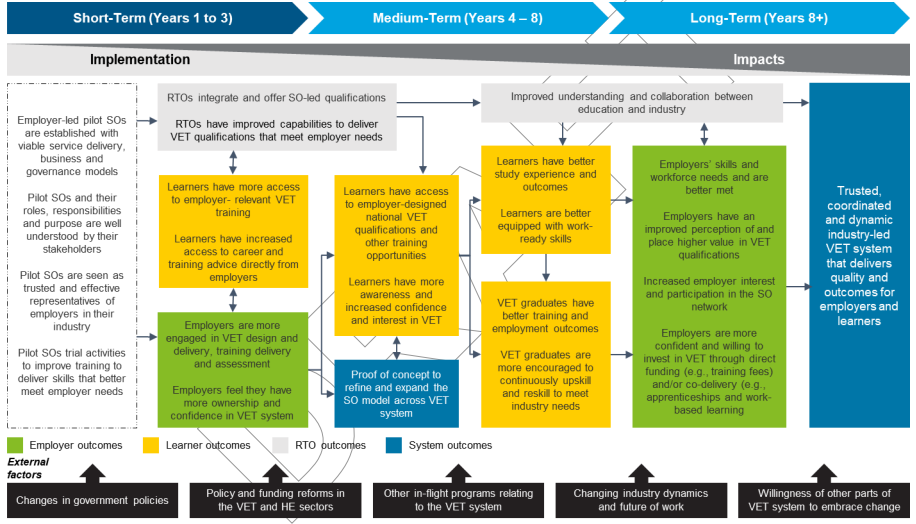 Short-Term (Years 1 to 3)
Medium-Term (Years 4 – 8)
Long-Term (Years 8+)
Implementation
Impacts
Employer-led pilot SOs
are established with
viable service delivery,
business and
governance models
Pilot SOs and their
roles, responsibilities
and purpose are well
understood by their
stakeholders
Pilot SOs are seen as
trusted and effective
representatives of
employers in their
industry
Pilot SOs trial activities
to improve training to
deliver skills that better
meet employer needs
RTOs integrate and offer SO-led qualifications
RTOs have improved capabilities to deliver
VET qualifications that meet employer needs
Learners have more access
to employer- relevant VET
training
Learners have increased
access to career and
training advice directly from
employers
Employers are more
engaged in VET design and
delivery, training delivery
and assessment
Employers feel they have
more ownership and
confidence in VET system
Learners have access
to employer-designed
national VET
qualifications and
other training
opportunities
Learners have more
awareness and
increased confidence
and interest in VET
Proof of concept to
refine and expand the
SO model across VET
system
Improved understanding and collaboration between
education and industry
Learners have better
study experience and
outcomes
Learners are better
equipped with work-
ready skills
VET graduates have
better training and
employment outcomes
VET graduates are
more encouraged to
continuously upskill
and reskill to meet
industry needs
Employers' skills and
workforce needs and are
better met
Employers have an
improved perception of and
place higher value in VET
qualifications
Increased employer interest
and participation in the SO
network
Employers are more
confident and willing to
invest in VET through direct
funding (e.g., training fees)
and/or co-delivery (e.g.,
apprenticeships and work-
based learning
Trusted,
coordinated
and dynamic
industry-led
VET system
that delivers
quality and
outcomes for
employers and
learners
Employer outcomes
Learner outcomes
RTO outcomes
System outcomes
External
factors
Changes in government policies
Policy and funding reforms in
the VET and HE sectors
Other in-flight programs relating
to the VET system
Changing industry dynamics
and future of work
Willingness of other parts of
VET system to embrace change